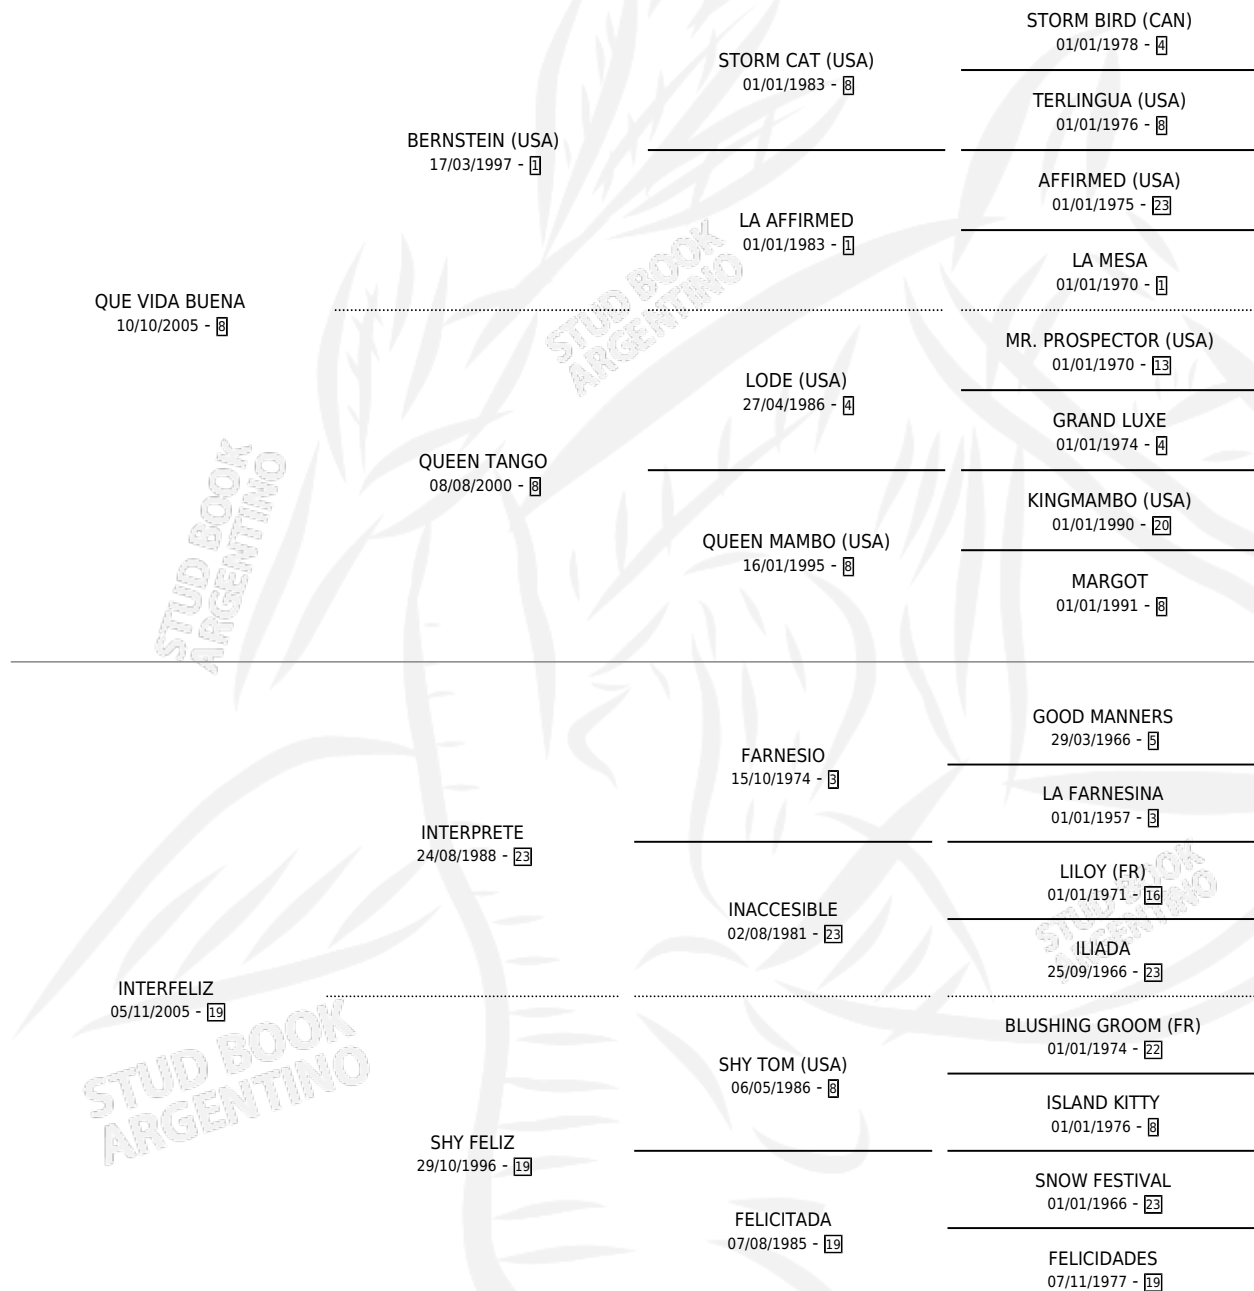 STORM BIRD (CAN)
01/01/1978 - 4
STORM CAT (USA)
01/01/1983 - 8
TERLINGUA (USA)
01/01/1976 - 8
BERNSTEIN (USA)
17/03/1997 - 1
AFFIRMED (USA)
01/01/1975 - 23
LA AFFIRMED
01/01/1983 - 1
LA MESA
01/01/1970 - 1
QUE VIDA BUENA
10/10/2005 - 8
MR. PROSPECTOR (USA)
01/01/1970 - 13
LODE (USA)
27/04/1986 - 4
GRAND LUXE
01/01/1974 - 4
QUEEN TANGO
08/08/2000 - 8
KINGMAMBO (USA)
01/01/1990 - 20
QUEEN MAMBO (USA)
16/01/1995 - 8
MARGOT
01/01/1991 - 8
GOOD MANNERS
29/03/1966 - 5
FARNESIO
15/10/1974 - 3
LA FARNESINA
01/01/1957 - 3
INTERPRETE
24/08/1988 - 23
LILOY (FR)
01/01/1971 - 16
INACCESIBLE
02/08/1981 - 23
ILIADA
25/09/1966 - 23
INTERFELIZ
05/11/2005 - 19
BLUSHING GROOM (FR)
01/01/1974 - 22
SHY TOM (USA)
06/05/1986 - 8
ISLAND KITTY
01/01/1976 - 8
SHY FELIZ
29/10/1996 - 19
SNOW FESTIVAL
01/01/1966 - 23
FELICITADA
07/08/1985 - 19
FELICIDADES
07/11/1977 - 19
STUD BOOK
ARGENTINO
STUD BOOK
ARGENTINO
STUD BOOK
ARGENTINO
STUD BOOK
ARGENTINO